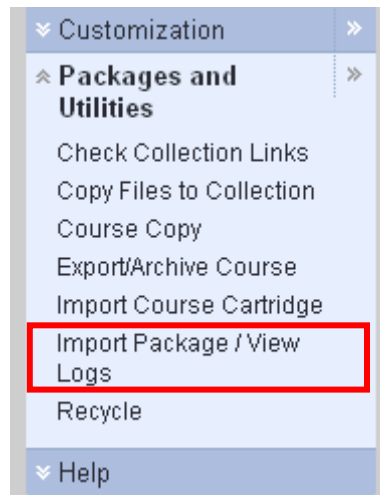 Customization
Packages and
Utilities
Check Collection Links
Copy Files to Collection
Course Copy
Export/Archive Course
Import Course Cartridge
Import Package / View
Logs
Recycle
Help